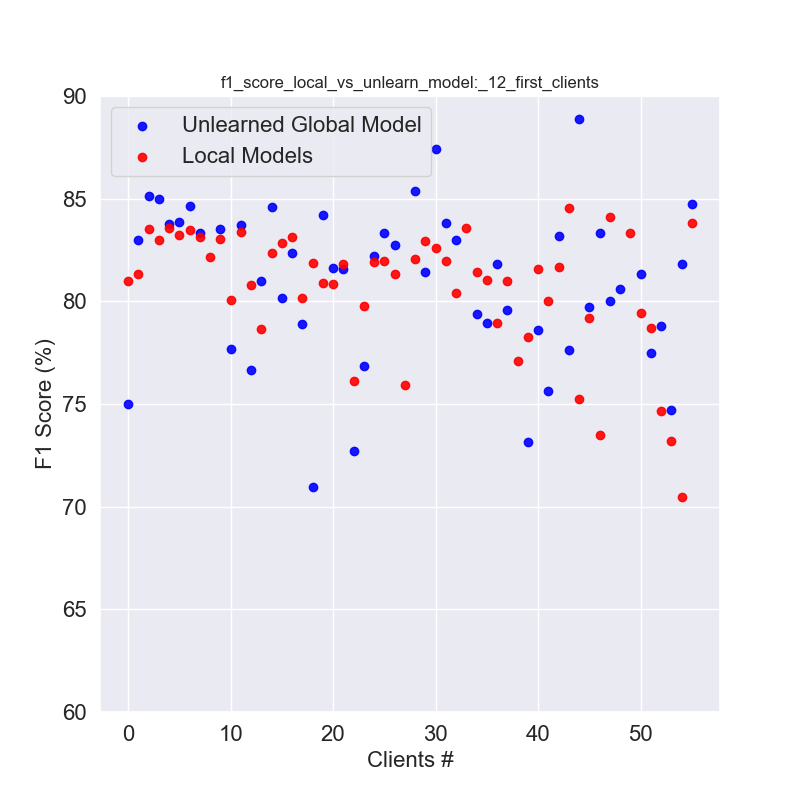 f1_score_local_vs_unlearn_model:_12_first_clients
90
Unlearned Global Model
Local Models
85
80
75
70
65
60
F1 Score (%)
0 10 20 30 40 50
Clients #